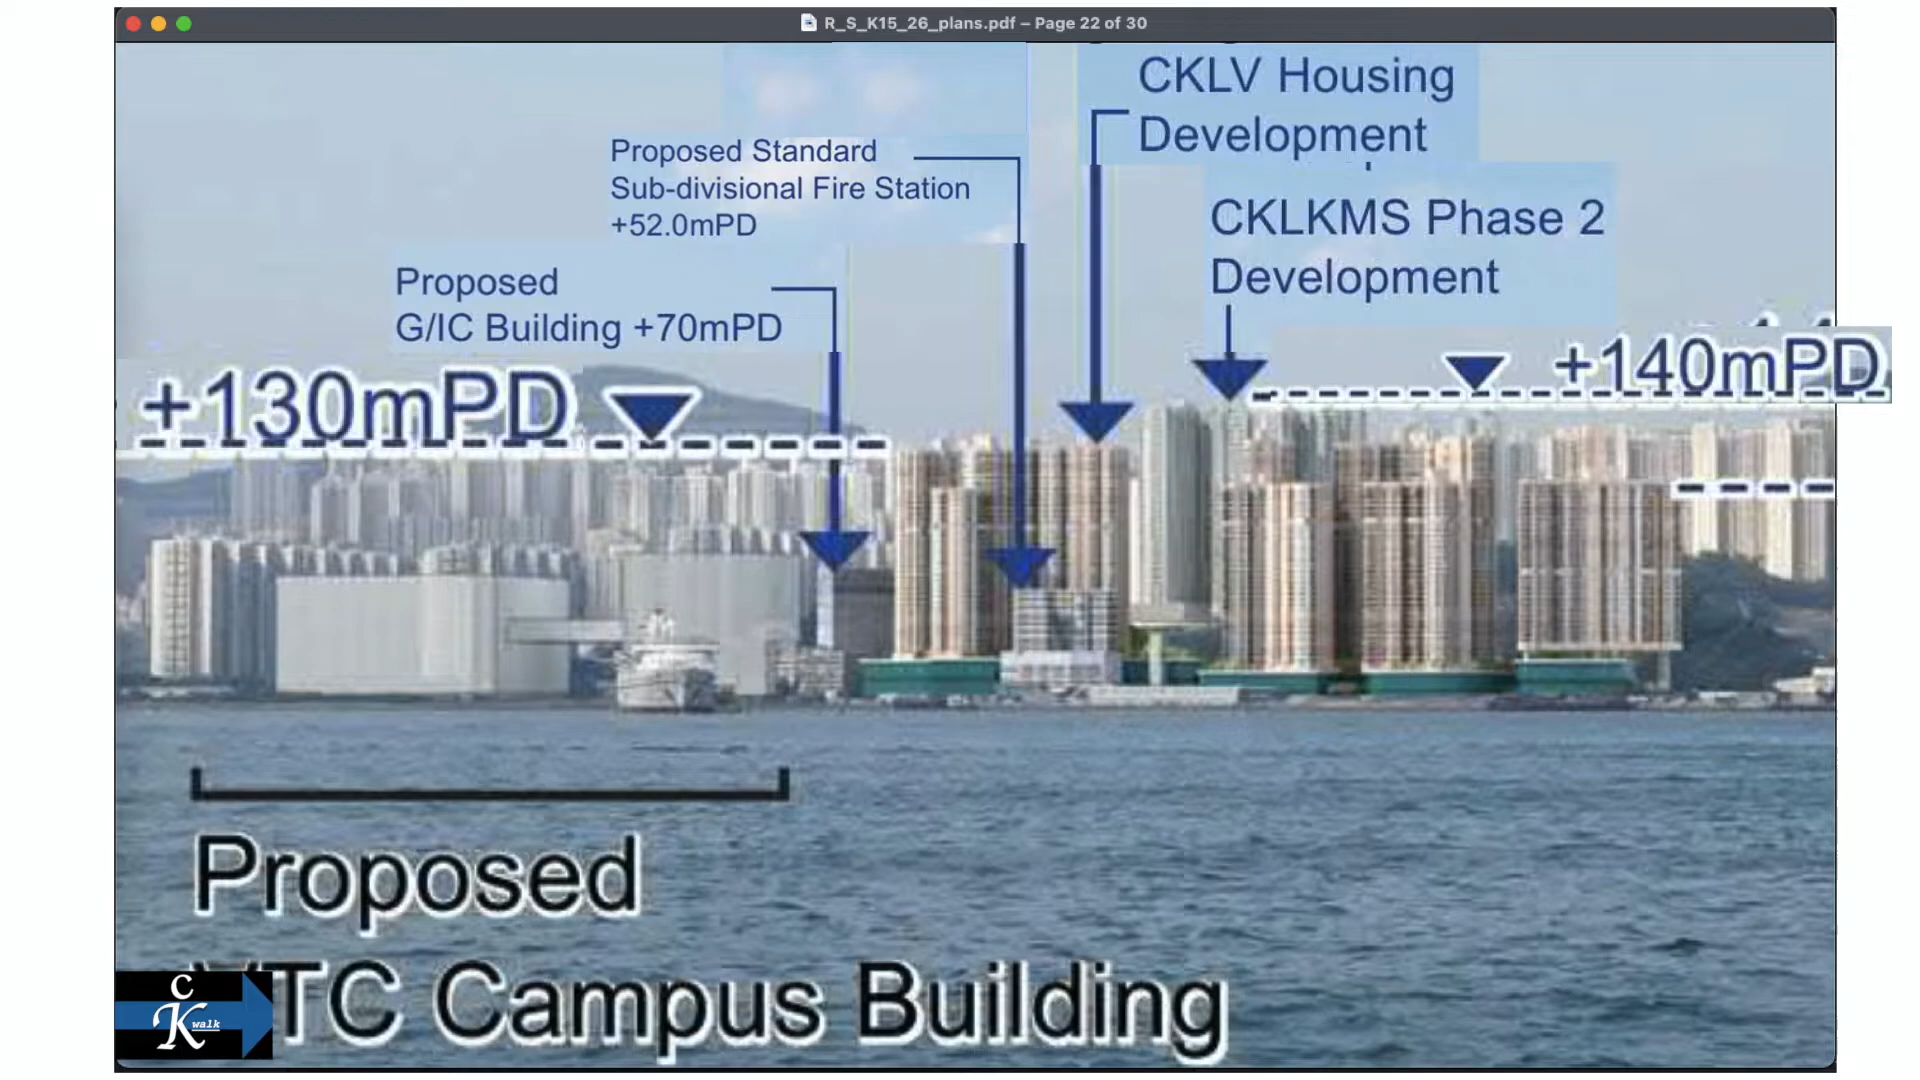 R_S_K15_26_plans.pdf – Page 22 of 30
CKLV Housing
Development
Proposed Standard
Sub-divisional Fire Station
+52.0mPD
CKLKMS Phase 2
Development
Proposed
G/IC Building +70mPD
+130mPD
+140mPD
Proposed
TC Campus Building
C
K walk